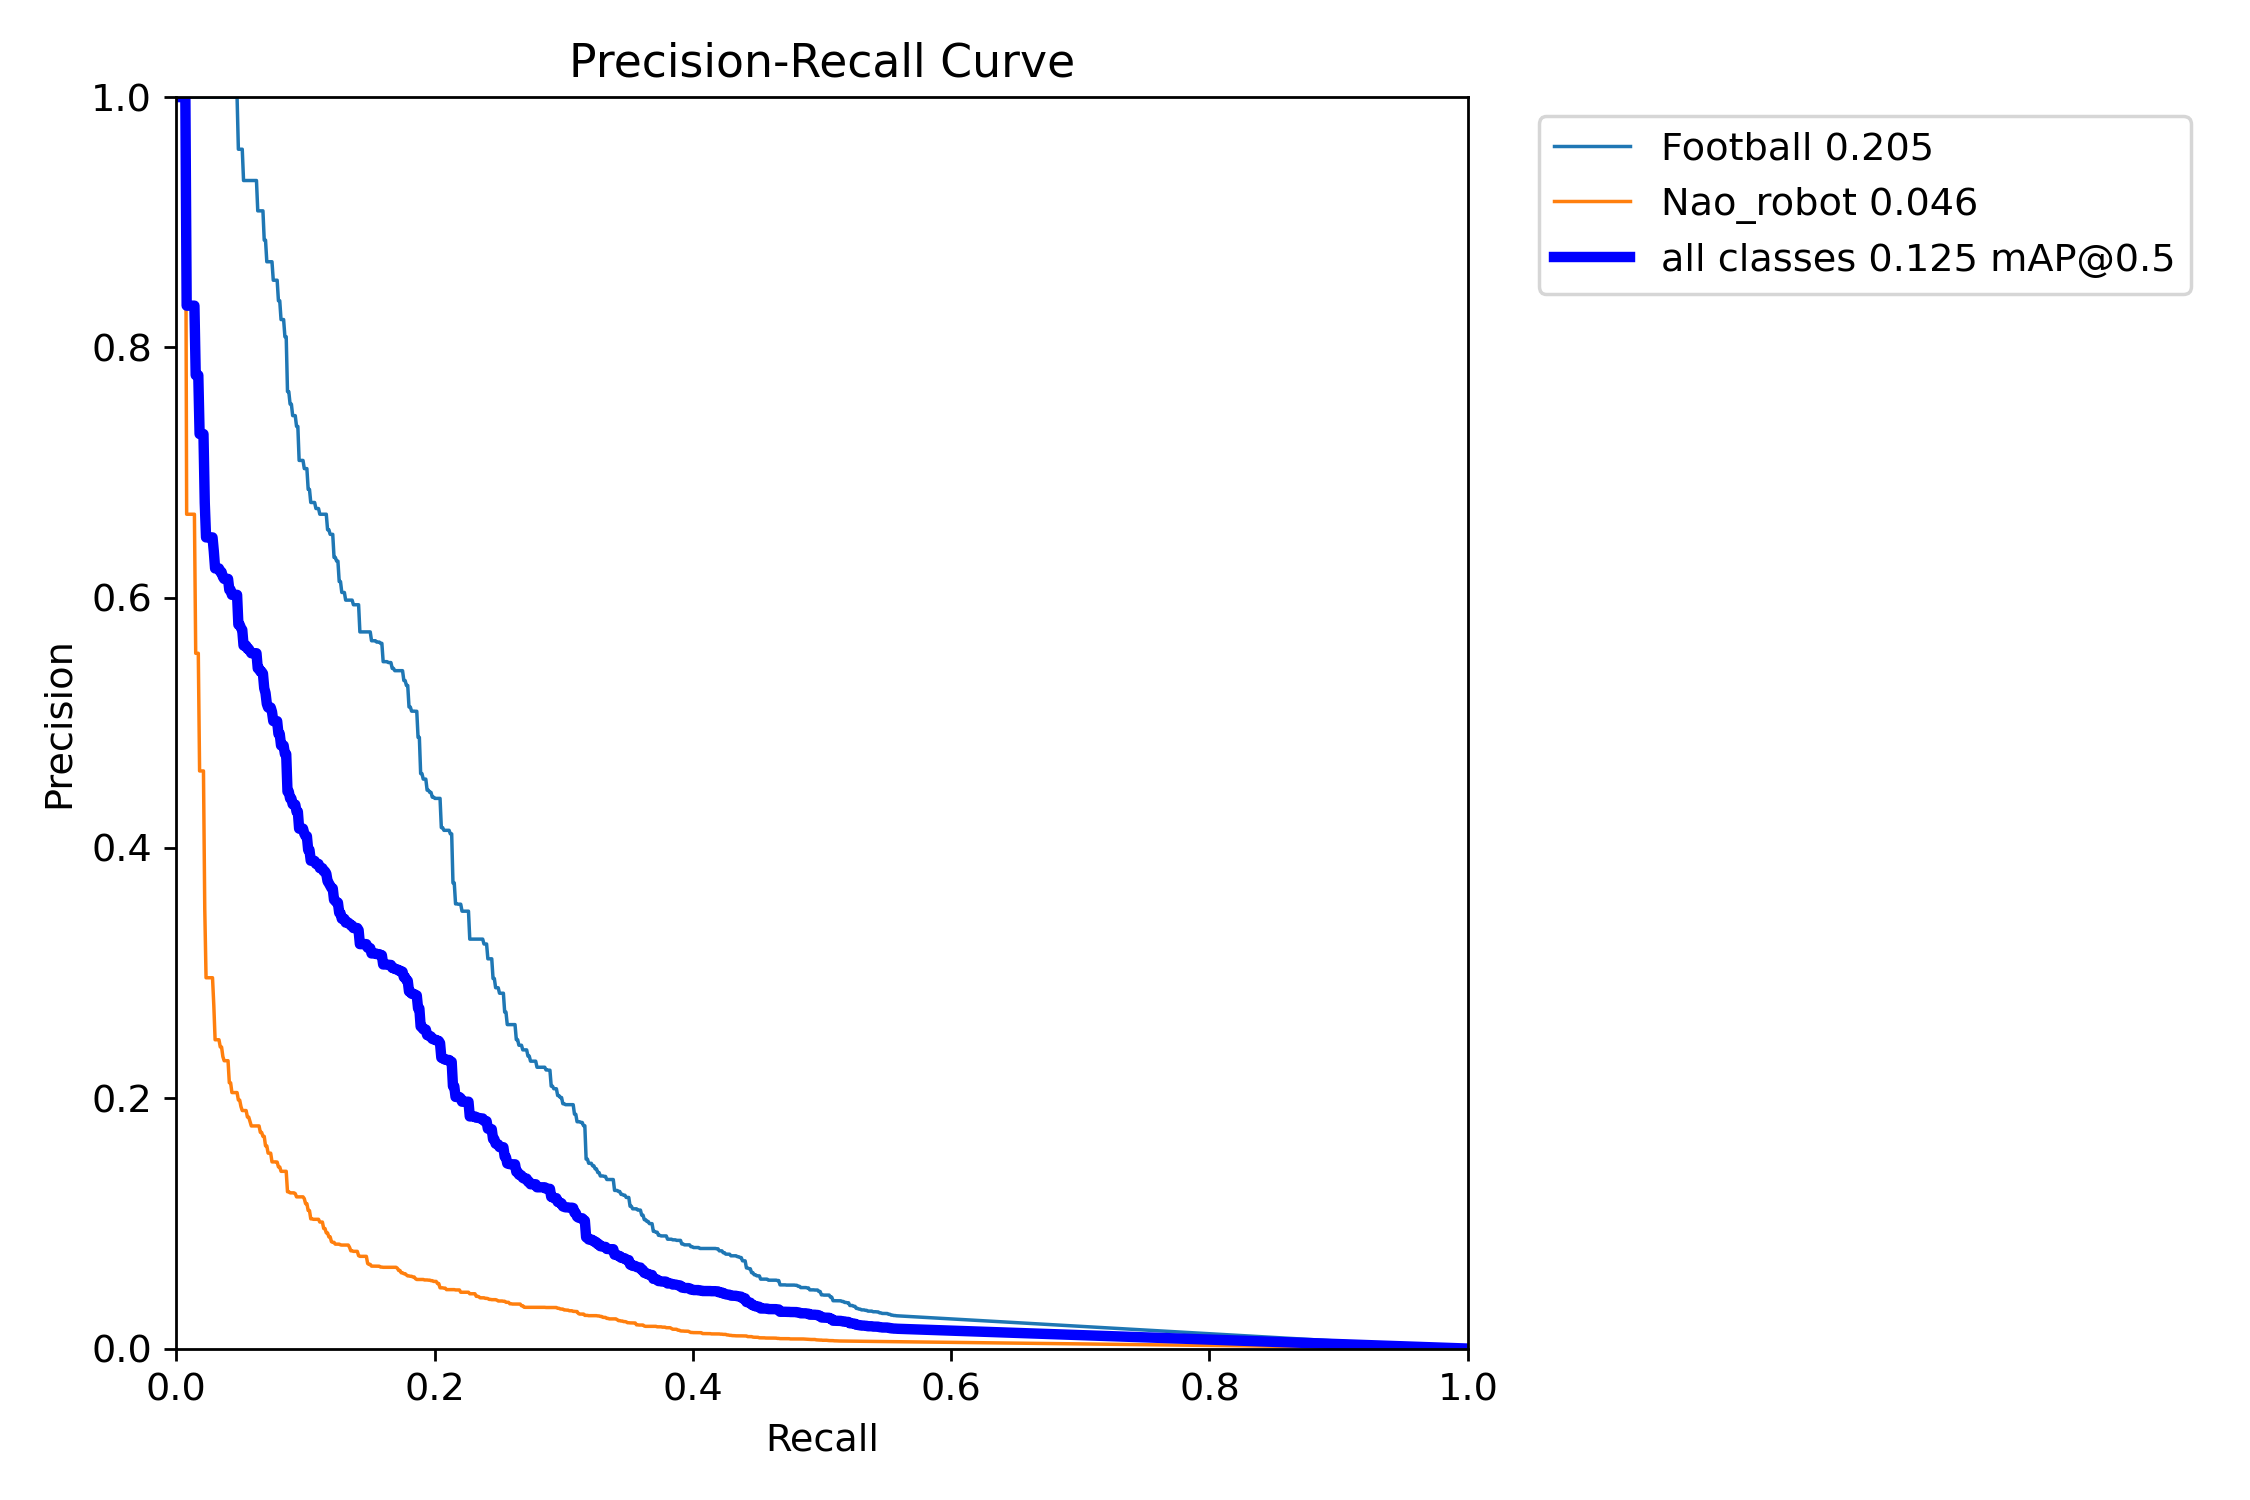 Precision-Recall Curve
1.0
0.8
0.6
0.4
0.2
0.0
Precision
0.0 0.2 0.4 0.6 0.8 1.0
Recall
Football 0.205
Nao_robot 0.046
all classes 0.125 mAP@0.5